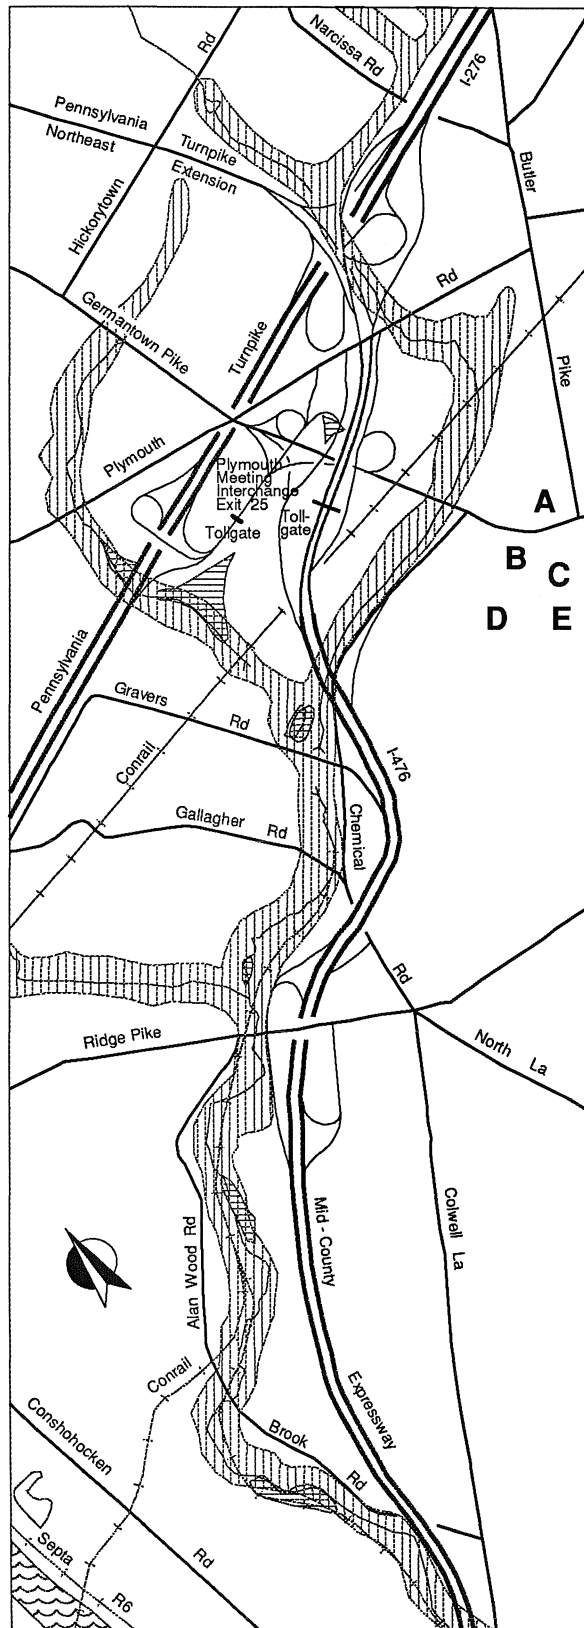 Narcissa Rd
I-276
Rd
Hickorytown
Pennsylvania
Northeast
Turnpike
Extension
Butler
Pike
Rd
Germantown Pike
Turnpike
Plymouth
Plymouth
Meeting
Interchange
Exit 25
Tollgate
Toll-
gate
A
B
C
D
E
Pennsylvania
Gravers
Rd
Conrail
I-476
Gallagher
Rd
Chemical
Rd
Ridge Pike
North La
Colwell La
Mid - County
Alan Wood Rd
Conrail
Expressway
Brook
Rd
Conshohocken
Rd
Septa
R6